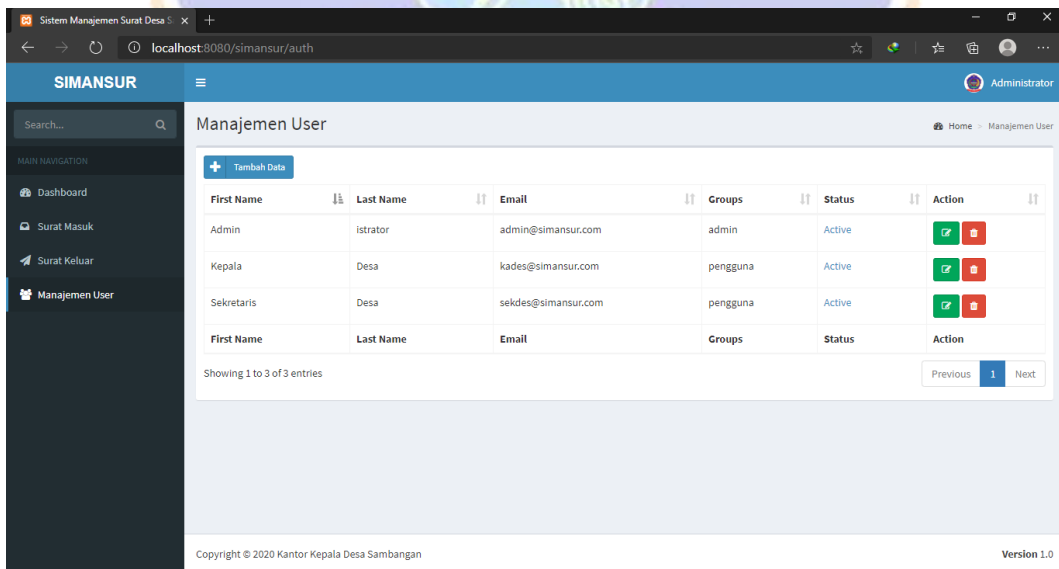 Sistem Manajemen Surat Desa S
localhost:8080/simansur/auth
SIMANSUR
Administrator
Search...
Manajemen User
Home > Manajemen User
MAIN NAVIGATION
Tambah Data
Dashboard
Surat Masuk
Surat Keluar
Manajemen User
First Name Last Name Email Groups Status Action
Admin istrator admin@simansur.com admin Active
Kepala Desa kades@simansur.com pengguna Active
Sekretaris Desa sekdes@simansur.com pengguna Active
First Name Last Name Email Groups Status Action
Showing 1 to 3 of 3 entries
Previous 1 Next
Copyright © 2020 Kantor Kepala Desa Sambangan
Version 1.0